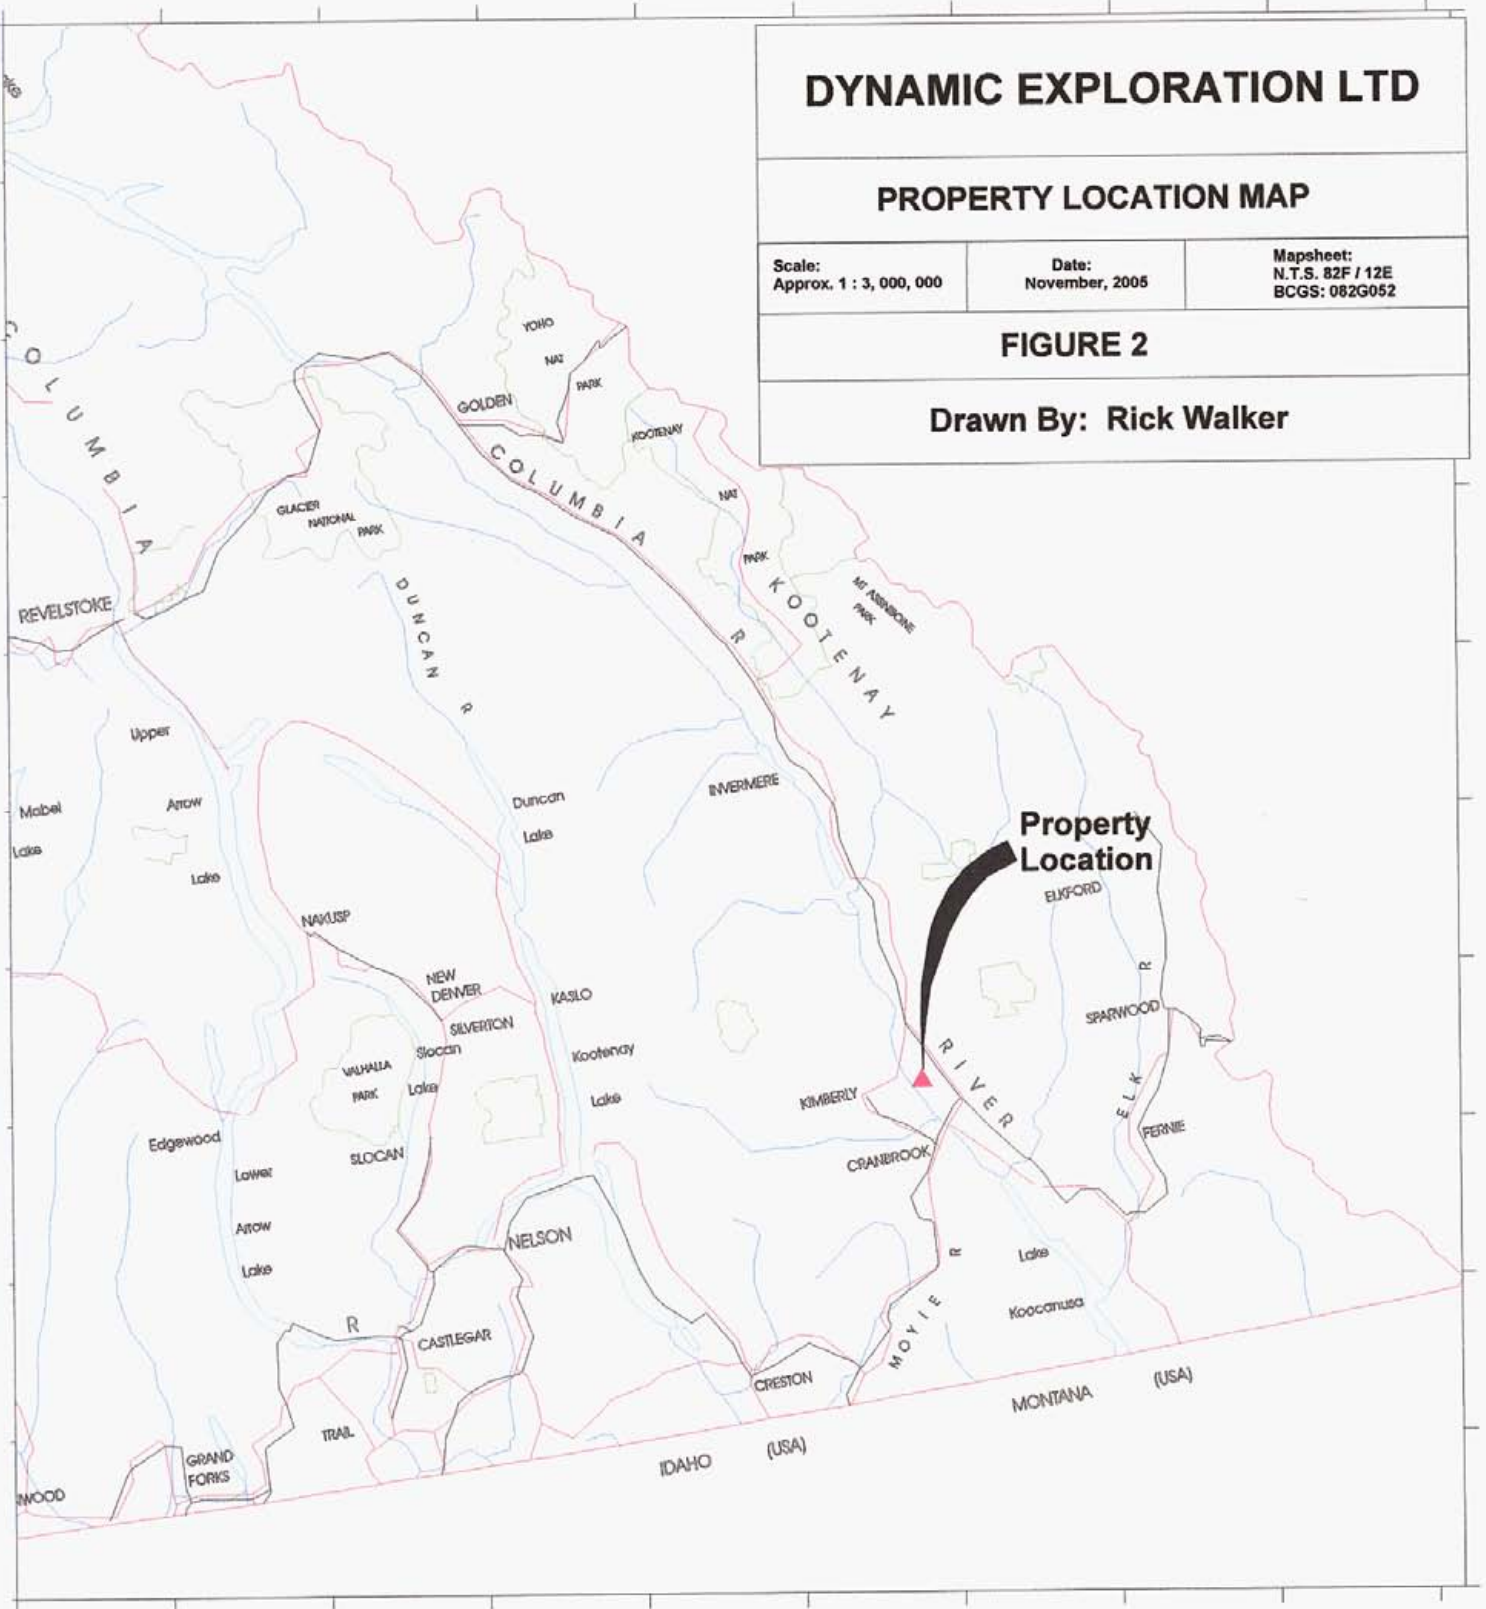 DYNAMIC EXPLORATION LTD
PROPERTY LOCATION MAP
Scale:
Approx. 1 : 3, 000, 000
Date:
November, 2005
Mapsheet:
N.T.S. 82F / 12E
BCGS: 082G052
FIGURE 2
Drawn By: Rick Walker
YOHO
NAT
PARK
GOLDEN
KOOTENAY
NAT
PARK
COLUMBIA
COLUMBIA
R
GLACIER
NATIONAL
PARK
KOOTENAY
MT ASSINIBOINE
PARK
DUNCAN R
REVELSTOKE
Upper
Arrow
Lake
Mabel
Lake
Duncan
Lake
INVERMERE
Property
Location
ELKFORD
NAKUSP
NEW
DENVER
SILVERTON
KASLO
Slocan
Lake
VALHALLA
PARK
Kootenay
Lake
KIMBERLY
RIVER
SPARWOOD
ELK R
FERNIE
Edgewood
SLOCAN
CRANBROOK
Lower
Arrow
Lake
NELSON
Lake
Koocanusa
MOYIE R
R
CASTLEGAR
CRESTON
TRAIL
GRAND
FORKS
WOOD
IDAHO (USA)
MONTANA (USA)